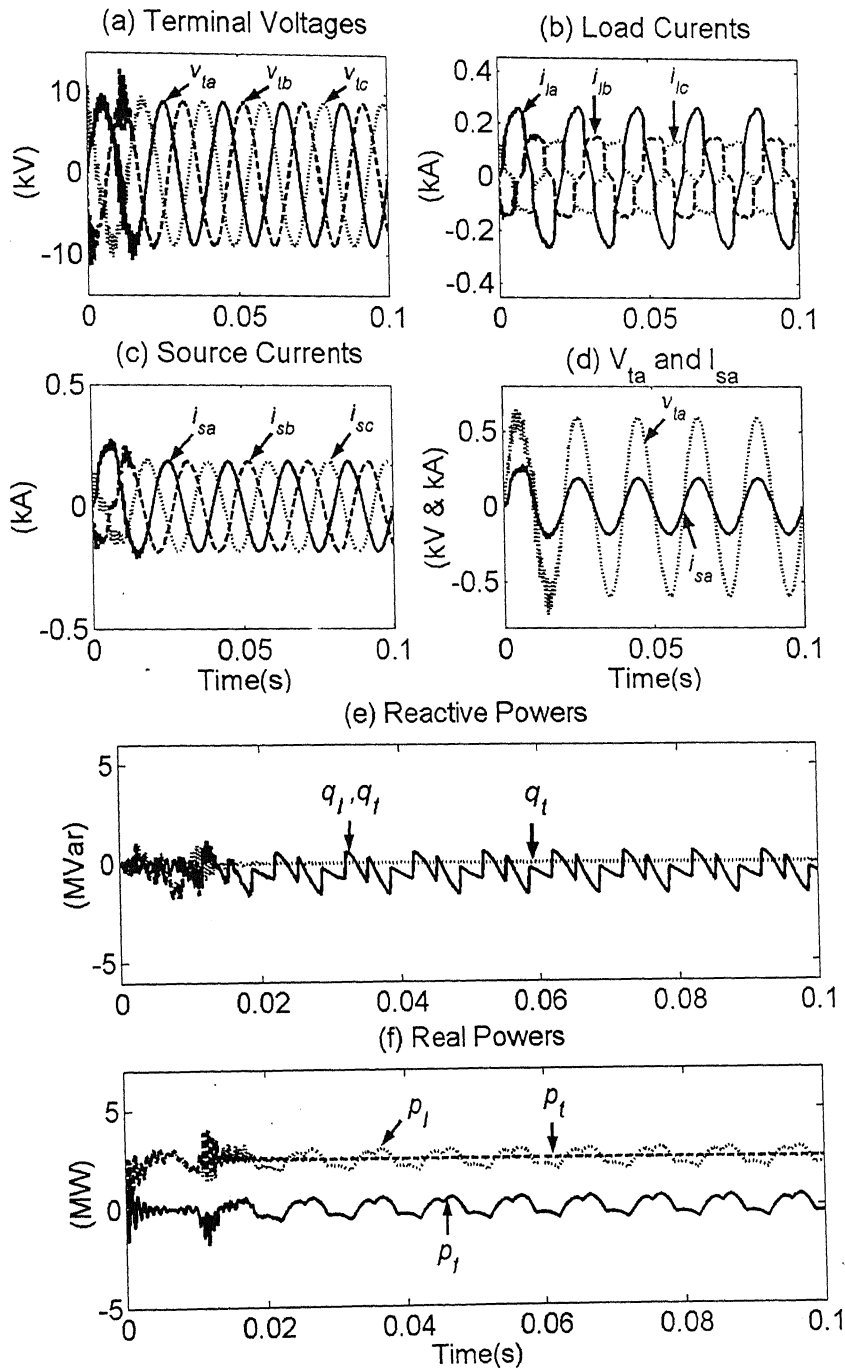 (a) Terminal Voltages
v_ta v_tb v_tc
(kV)
10
0
-10
0 0.05 0.1
(b) Load Curents
i_la i_lb i_lc
(kA)
0.4
0.2
0
-0.2
-0.4
0 0.05 0.1
(c) Source Currents
i_sa i_sb i_sc
(kA)
0.5
0
-0.5
0 0.05 0.1
Time(s)
(d) V_ta and I_sa
v_ta
i_sa
(kV & kA)
0.5
0
-0.5
0 0.05 0.1
Time(s)
(e) Reactive Powers
q_l,q_f q_t
(MVar)
5
0
-5
0 0.02 0.04 0.06 0.08 0.1
(f) Real Powers
p_l p_t
p_f
(MW)
5
0
-5
0 0.02 0.04 0.06 0.08 0.1
Time(s)